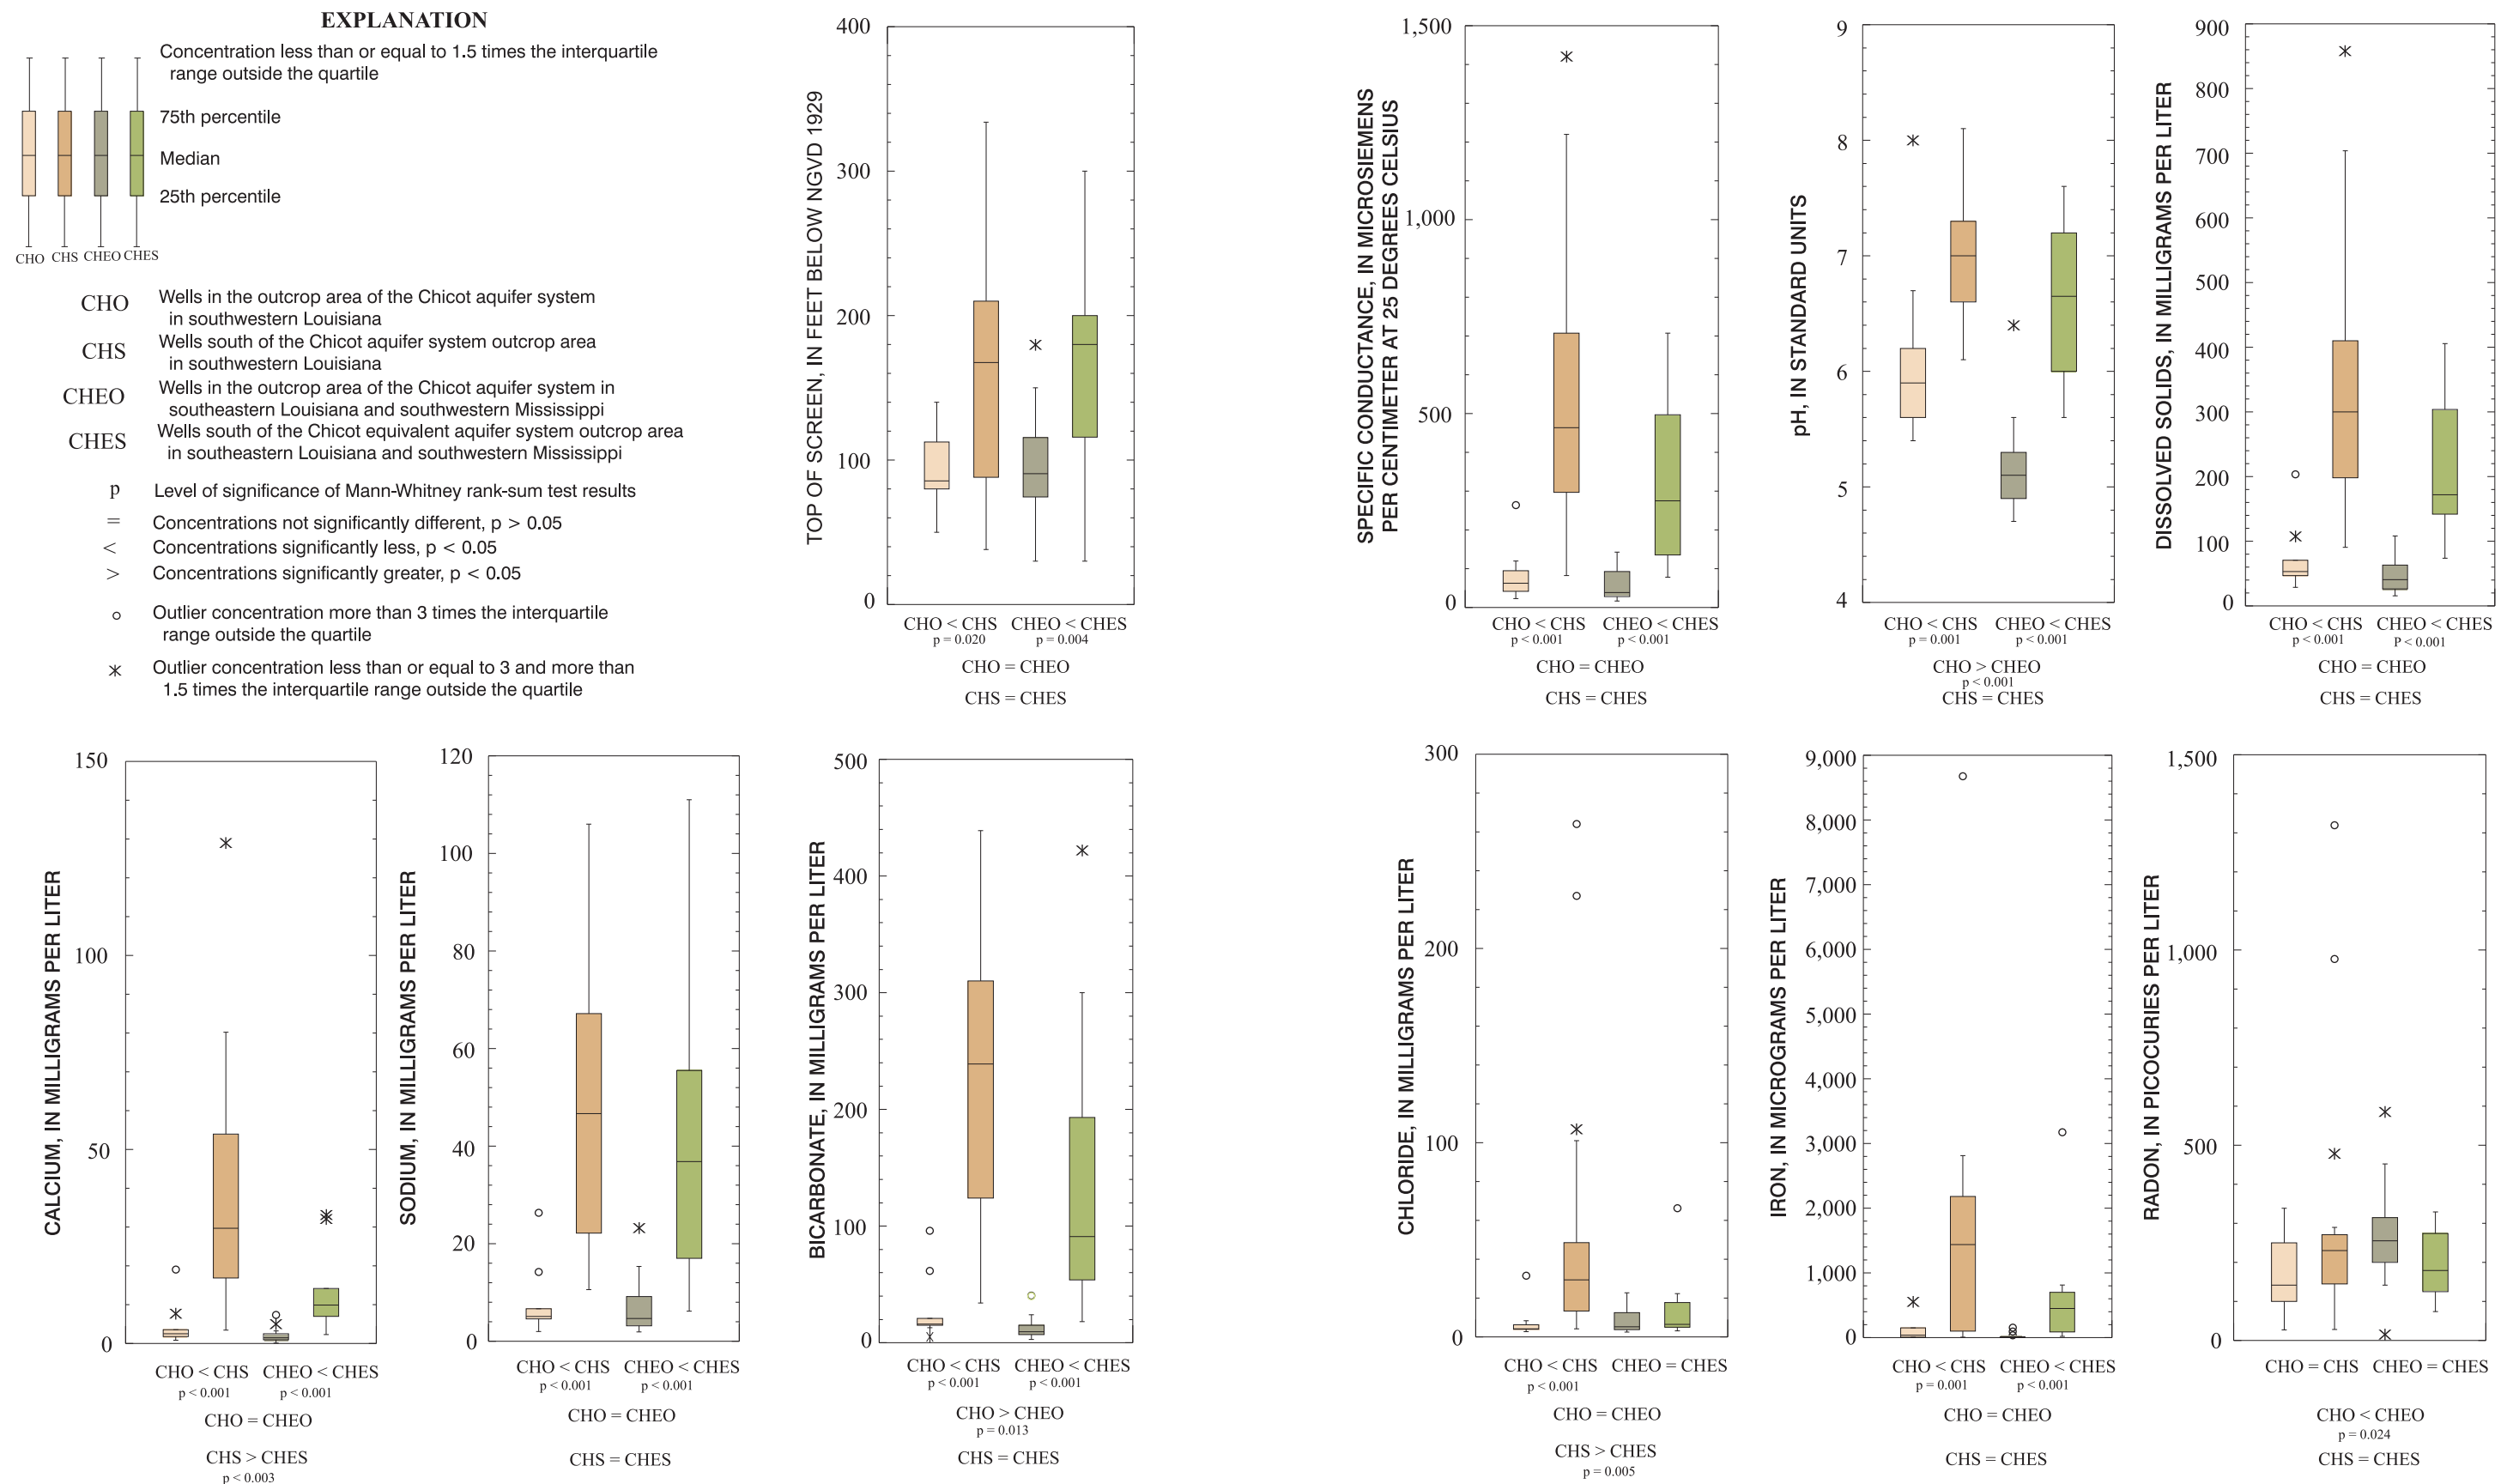 EXPLANATION
Concentration less than or equal to 1.5 times the interquartile
range outside the quartile
75th percentile
Median
25th percentile
CHO CHS CHEO CHES
CHO Wells in the outcrop area of the Chicot aquifer system
in southwestern Louisiana
CHS Wells south of the Chicot aquifer system outcrop area
in southwestern Louisiana
CHEO Wells in the outcrop area of the Chicot aquifer system in
southeastern Louisiana and southwestern Mississippi
CHES Wells south of the Chicot equivalent aquifer system outcrop area
in southeastern Louisiana and southwestern Mississippi
p Level of significance of Mann-Whitney rank-sum test results
= Concentrations not significantly different, p > 0.05
< Concentrations significantly less, p < 0.05
> Concentrations significantly greater, p < 0.05
Outlier concentration more than 3 times the interquartile
range outside the quartile
Outlier concentration less than or equal to 3 and more than
1.5 times the interquartile range outside the quartile
TOP OF SCREEN, IN FEET BELOW NGVD 1929
400
300
200
100
0
CHO < CHS CHEO < CHES
p = 0.020 p = 0.004
CHO = CHEO
CHS = CHES
SPECIFIC CONDUCTANCE, IN MICROSIEMENS
PER CENTIMETER AT 25 DEGREES CELSIUS
1,500
1,000
500
0
CHO < CHS CHEO < CHES
p < 0.001 p < 0.001
CHO = CHEO
CHS = CHES
pH, IN STANDARD UNITS
9
8
7
6
5
4
CHO < CHS CHEO < CHES
p = 0.001 p < 0.001
CHO > CHEO
p < 0.001
CHS = CHES
DISSOLVED SOLIDS, IN MILLIGRAMS PER LITER
900
800
700
600
500
400
300
200
100
0
CHO < CHS CHEO < CHES
p < 0.001 p < 0.001
CHO = CHEO
CHS = CHES
CALCIUM, IN MILLIGRAMS PER LITER
150
100
50
0
CHO < CHS CHEO < CHES
p < 0.001 p < 0.001
CHO = CHEO
CHS > CHES
p < 0.003
SODIUM, IN MILLIGRAMS PER LITER
120
100
80
60
40
20
0
CHO < CHS CHEO < CHES
p < 0.001 p < 0.001
CHO = CHEO
CHS = CHES
BICARBONATE, IN MILLIGRAMS PER LITER
500
400
300
200
100
0
CHO < CHS CHEO < CHES
p < 0.001 p < 0.001
CHO > CHEO
p = 0.013
CHS = CHES
CHLORIDE, IN MILLIGRAMS PER LITER
300
200
100
0
CHO < CHS CHEO = CHES
p < 0.001
CHO = CHEO
CHS > CHES
p = 0.005
IRON, IN MICROGRAMS PER LITER
9,000
8,000
7,000
6,000
5,000
4,000
3,000
2,000
1,000
0
CHO < CHS CHEO < CHES
p = 0.001 p < 0.001
CHO = CHEO
CHS = CHES
RADON, IN PICOCURIES PER LITER
1,500
1,000
500
0
CHO = CHS CHEO = CHES
CHO < CHEO
p = 0.024
CHS = CHES